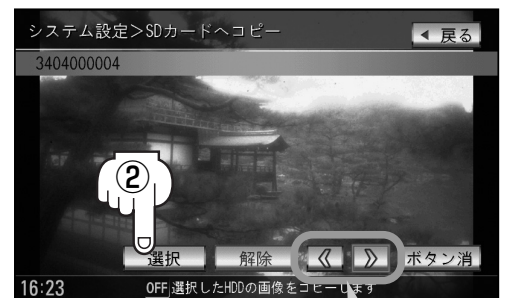 システム設定>SDカードへコピー
◀ 戻る
3404000004
②
選択 解除 《 》 ボタン消
16:23 OFF 選択したHDDの画像をコピーします